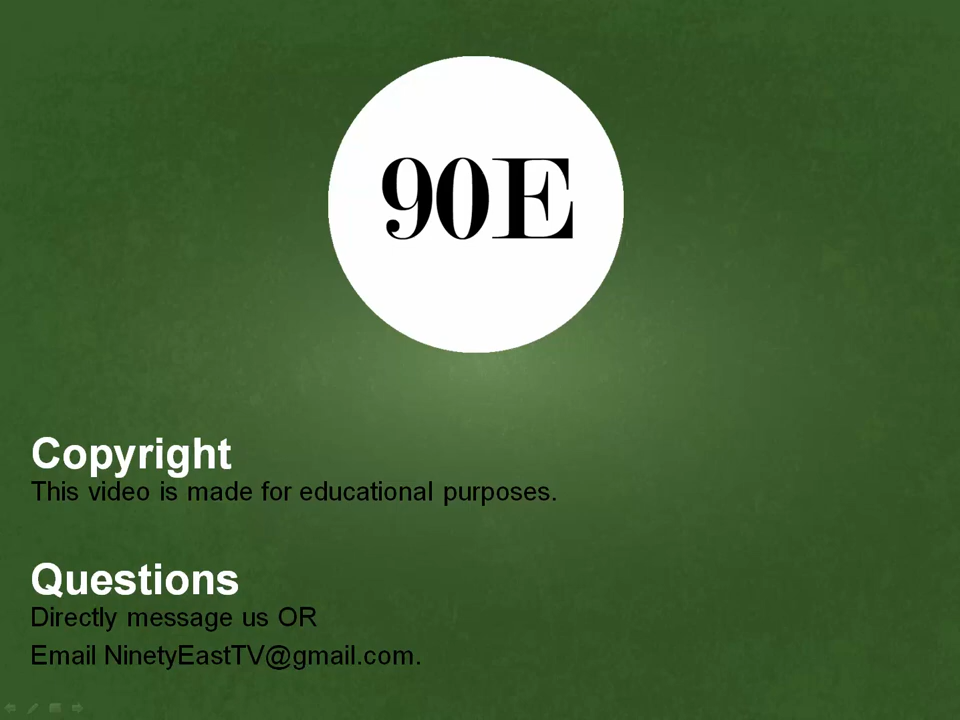 90E
Copyright
This video is made for educational purposes.
Questions
Directly message us OR
Email NinetyEastTV@gmail.com.